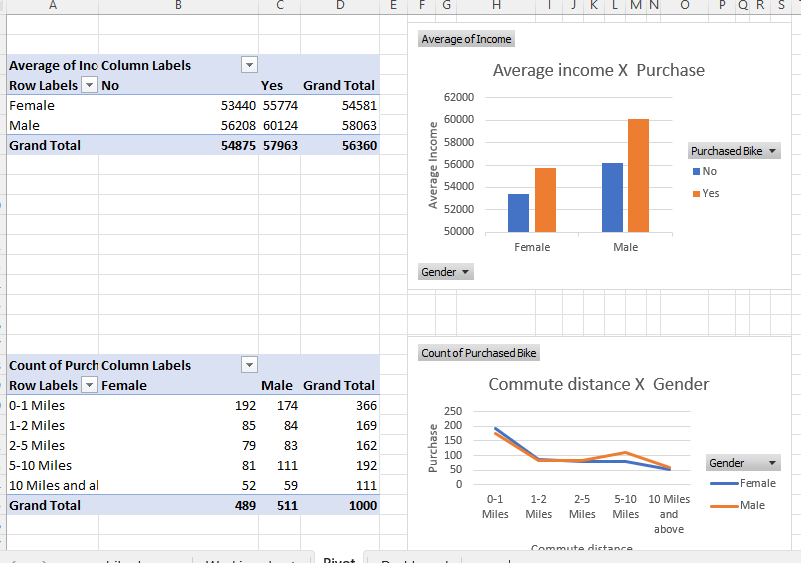 A B C D E F G H I J K L M N O P Q R S
Average of Inc Column Labels
Row Labels No Yes Grand Total
Female 53440 55774 54581
Male 56208 60124 58063
Grand Total 54875 57963 56360
Average of Income
Average income X Purchase
Average Income
62000
60000
58000
56000
54000
52000
50000
Female Male
Purchased Bike
No
Yes
Gender
Count of Purch Column Labels
Row Labels Female Male Grand Total
0-1 Miles 192 174 366
1-2 Miles 85 84 169
2-5 Miles 79 83 162
5-10 Miles 81 111 192
10 Miles and al 52 59 111
Grand Total 489 511 1000
Count of Purchased Bike
Commute distance X Gender
Purchase
250
200
150
100
50
0
0-1 1-2 2-5 5-10 10 Miles
Miles Miles Miles Miles and
above
Commute distance
Gender
Female
Male
Pivot